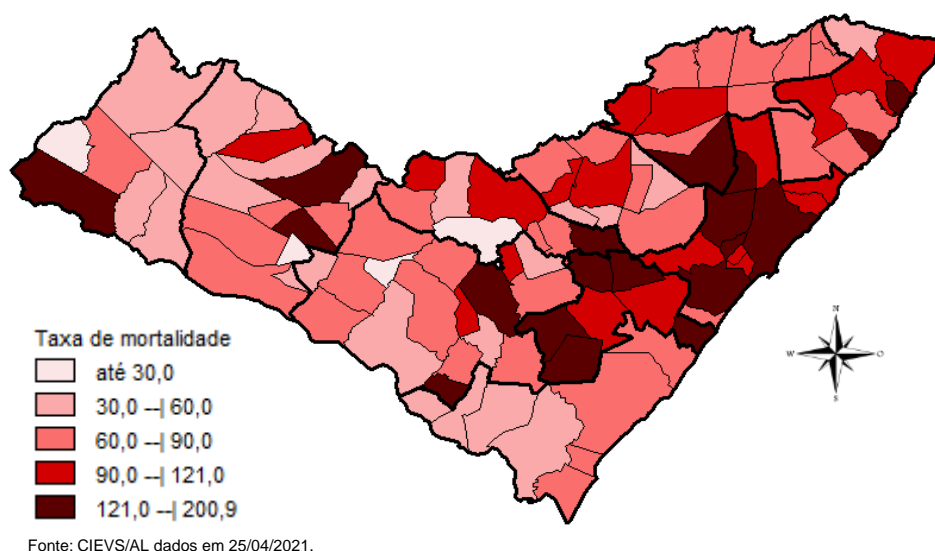 N
W
O
S
Taxa de mortalidade
até 30,0
30,0 --| 60,0
60,0 --| 90,0
90,0 --| 121,0
121,0 --| 200,9
Fonte: CIEVS/AL dados em 25/04/2021.